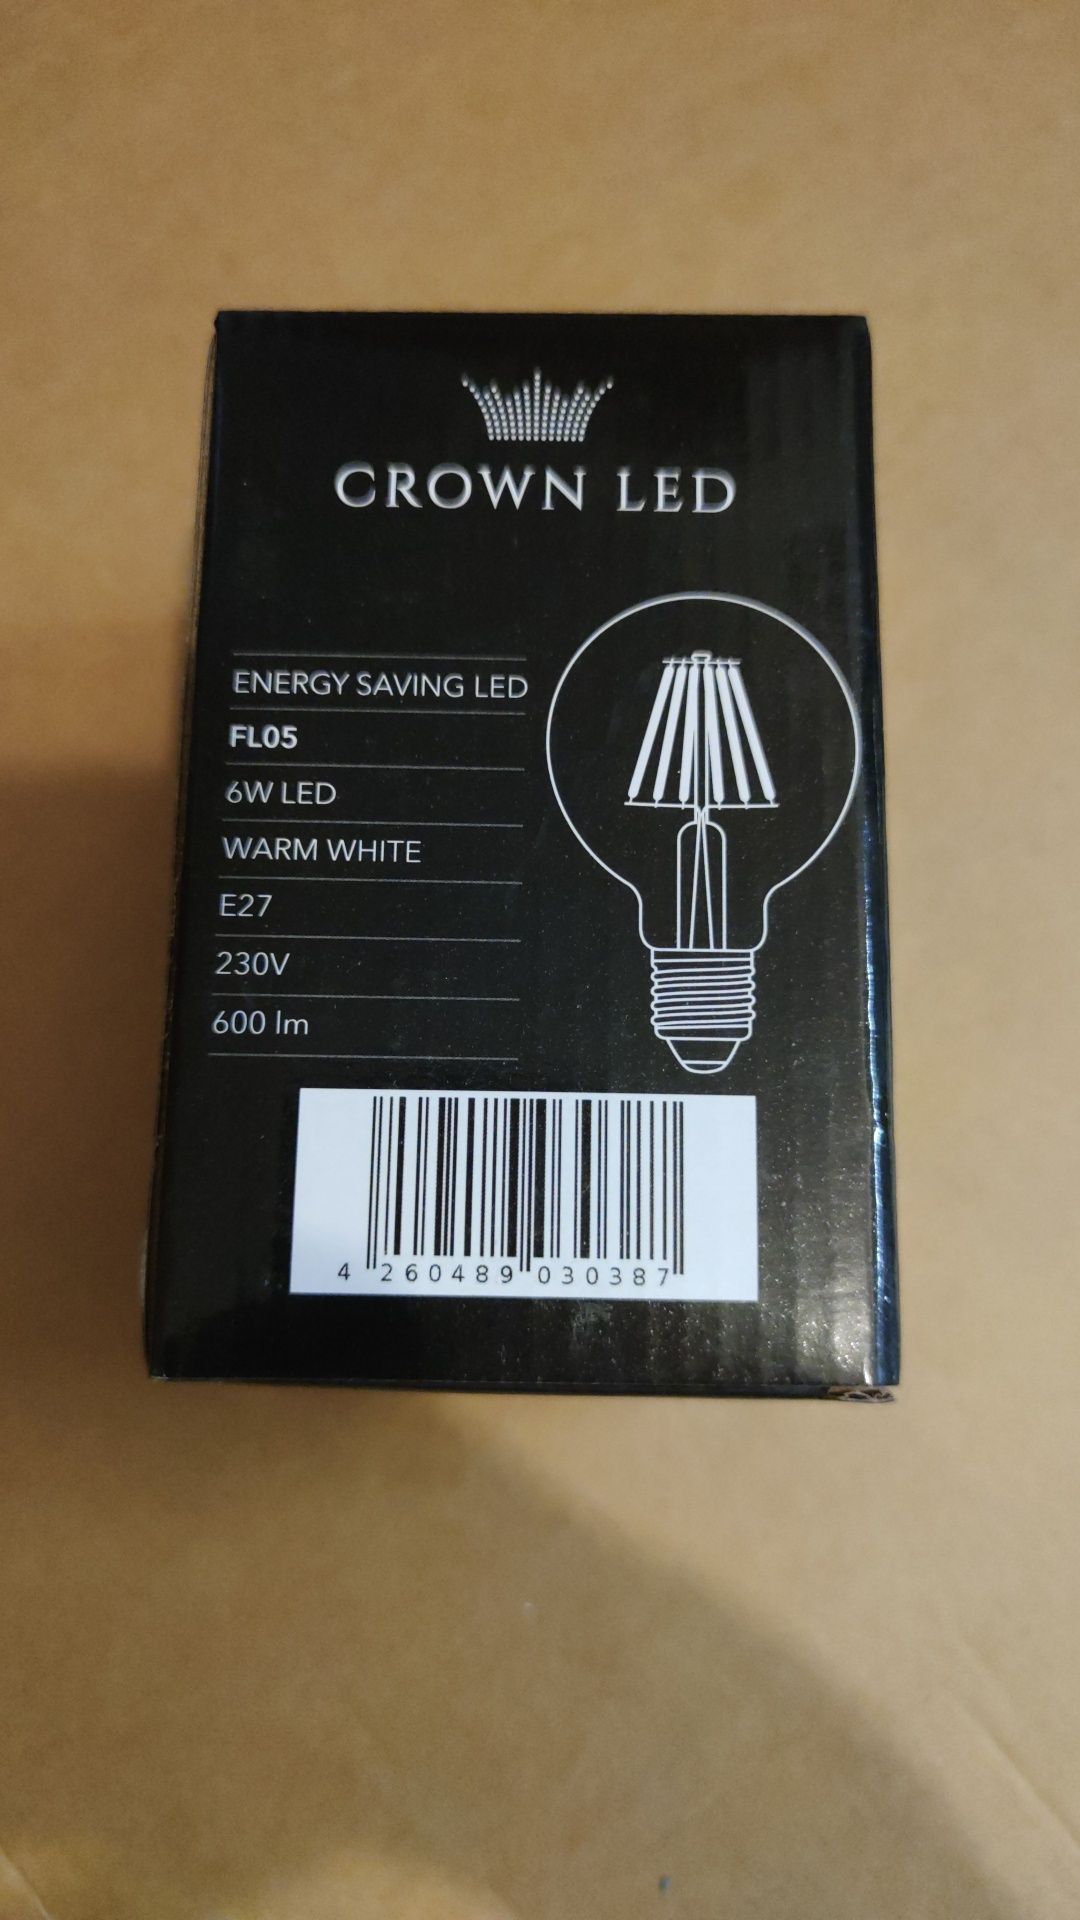 CROWN LED
ENERGY SAVING LED
FL05
6W LED
WARM WHITE
E27
230V
600 lm
4 260489 030387